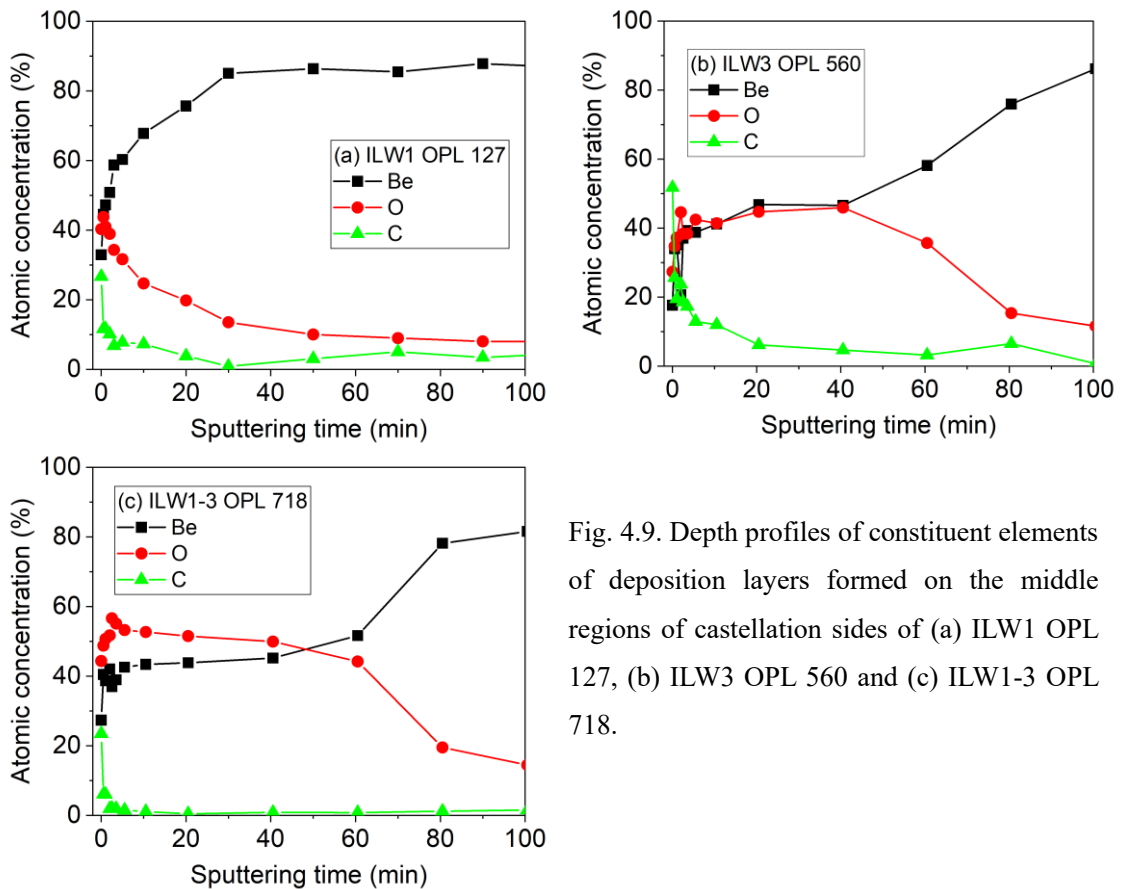 100
80
60
40
20
0
Atomic concentration (%)
(a) ILW1 OPL 127
Be
O
C
0 20 40 60 80 100
Sputtering time (min)
100
80
60
40
20
0
Atomic concentration (%)
(b) ILW3 OPL 560
Be
O
C
0 20 40 60 80 100
Sputtering time (min)
100
80
60
40
20
0
Atomic concentration (%)
(c) ILW1-3 OPL 718
Be
O
C
0 20 40 60 80 100
Sputtering time (min)
Fig. 4.9. Depth profiles of constituent elements
of deposition layers formed on the middle
regions of castellation sides of (a) ILW1 OPL
127, (b) ILW3 OPL 560 and (c) ILW1-3 OPL
718.